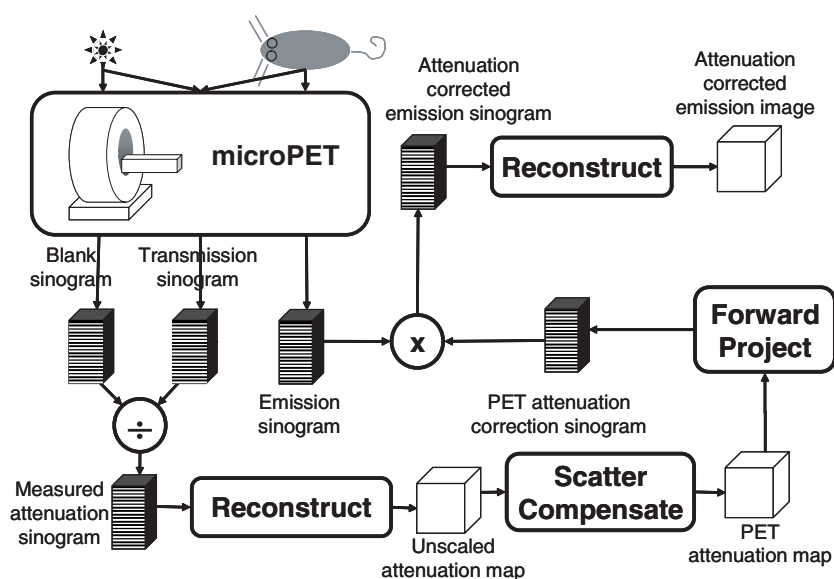 Attenuation
corrected
emission sinogram
Attenuation
corrected
emission image
microPET
Reconstruct
Blank
sinogram
Transmission
sinogram
x
Forward
Project
Emission
sinogram
PET attenuation
correction sinogram
÷
Measured
attenuation
sinogram
Reconstruct
Unscaled
attenuation map
Scatter
Compensate
PET
attenuation map